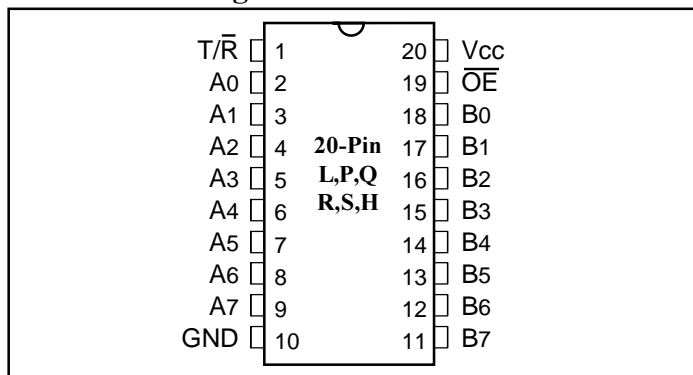 T/R̅ 1 20 Vcc
A0 2 19 O̅E̅
A1 3 18 B0
A2 4 20-Pin 17 B1
A3 5 L,P,Q 16 B2
A4 6 R,S,H 15 B3
A5 7 14 B4
A6 8 13 B5
A7 9 12 B6
GND 10 11 B7